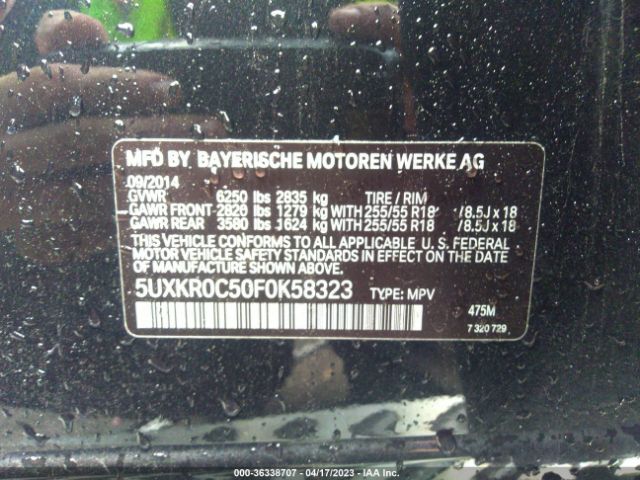 MFD BY BAYERISCHE MOTOREN WERKE AG
09/2014
GVWR 6250 lbs 2835 kg TIRE / RIM
GAWR FRONT 2820 lbs 1279 kg WITH 255/55 R18 / 8.5J x 18
GAWR REAR 3580 lbs 1624 kg WITH 255/55 R18 / 8.5J x 18
THIS VEHICLE CONFORMS TO ALL APPLICABLE U. S. FEDERAL
MOTOR VEHICLE SAFETY STANDARDS IN EFFECT ON THE
DATE OF MANUFACTURE SHOWN ABOVE.
5UXKR0C50F0K58323 TYPE: MPV
475M
7 320 729
000-36338707 - 04/17/2023 - IAA Inc.